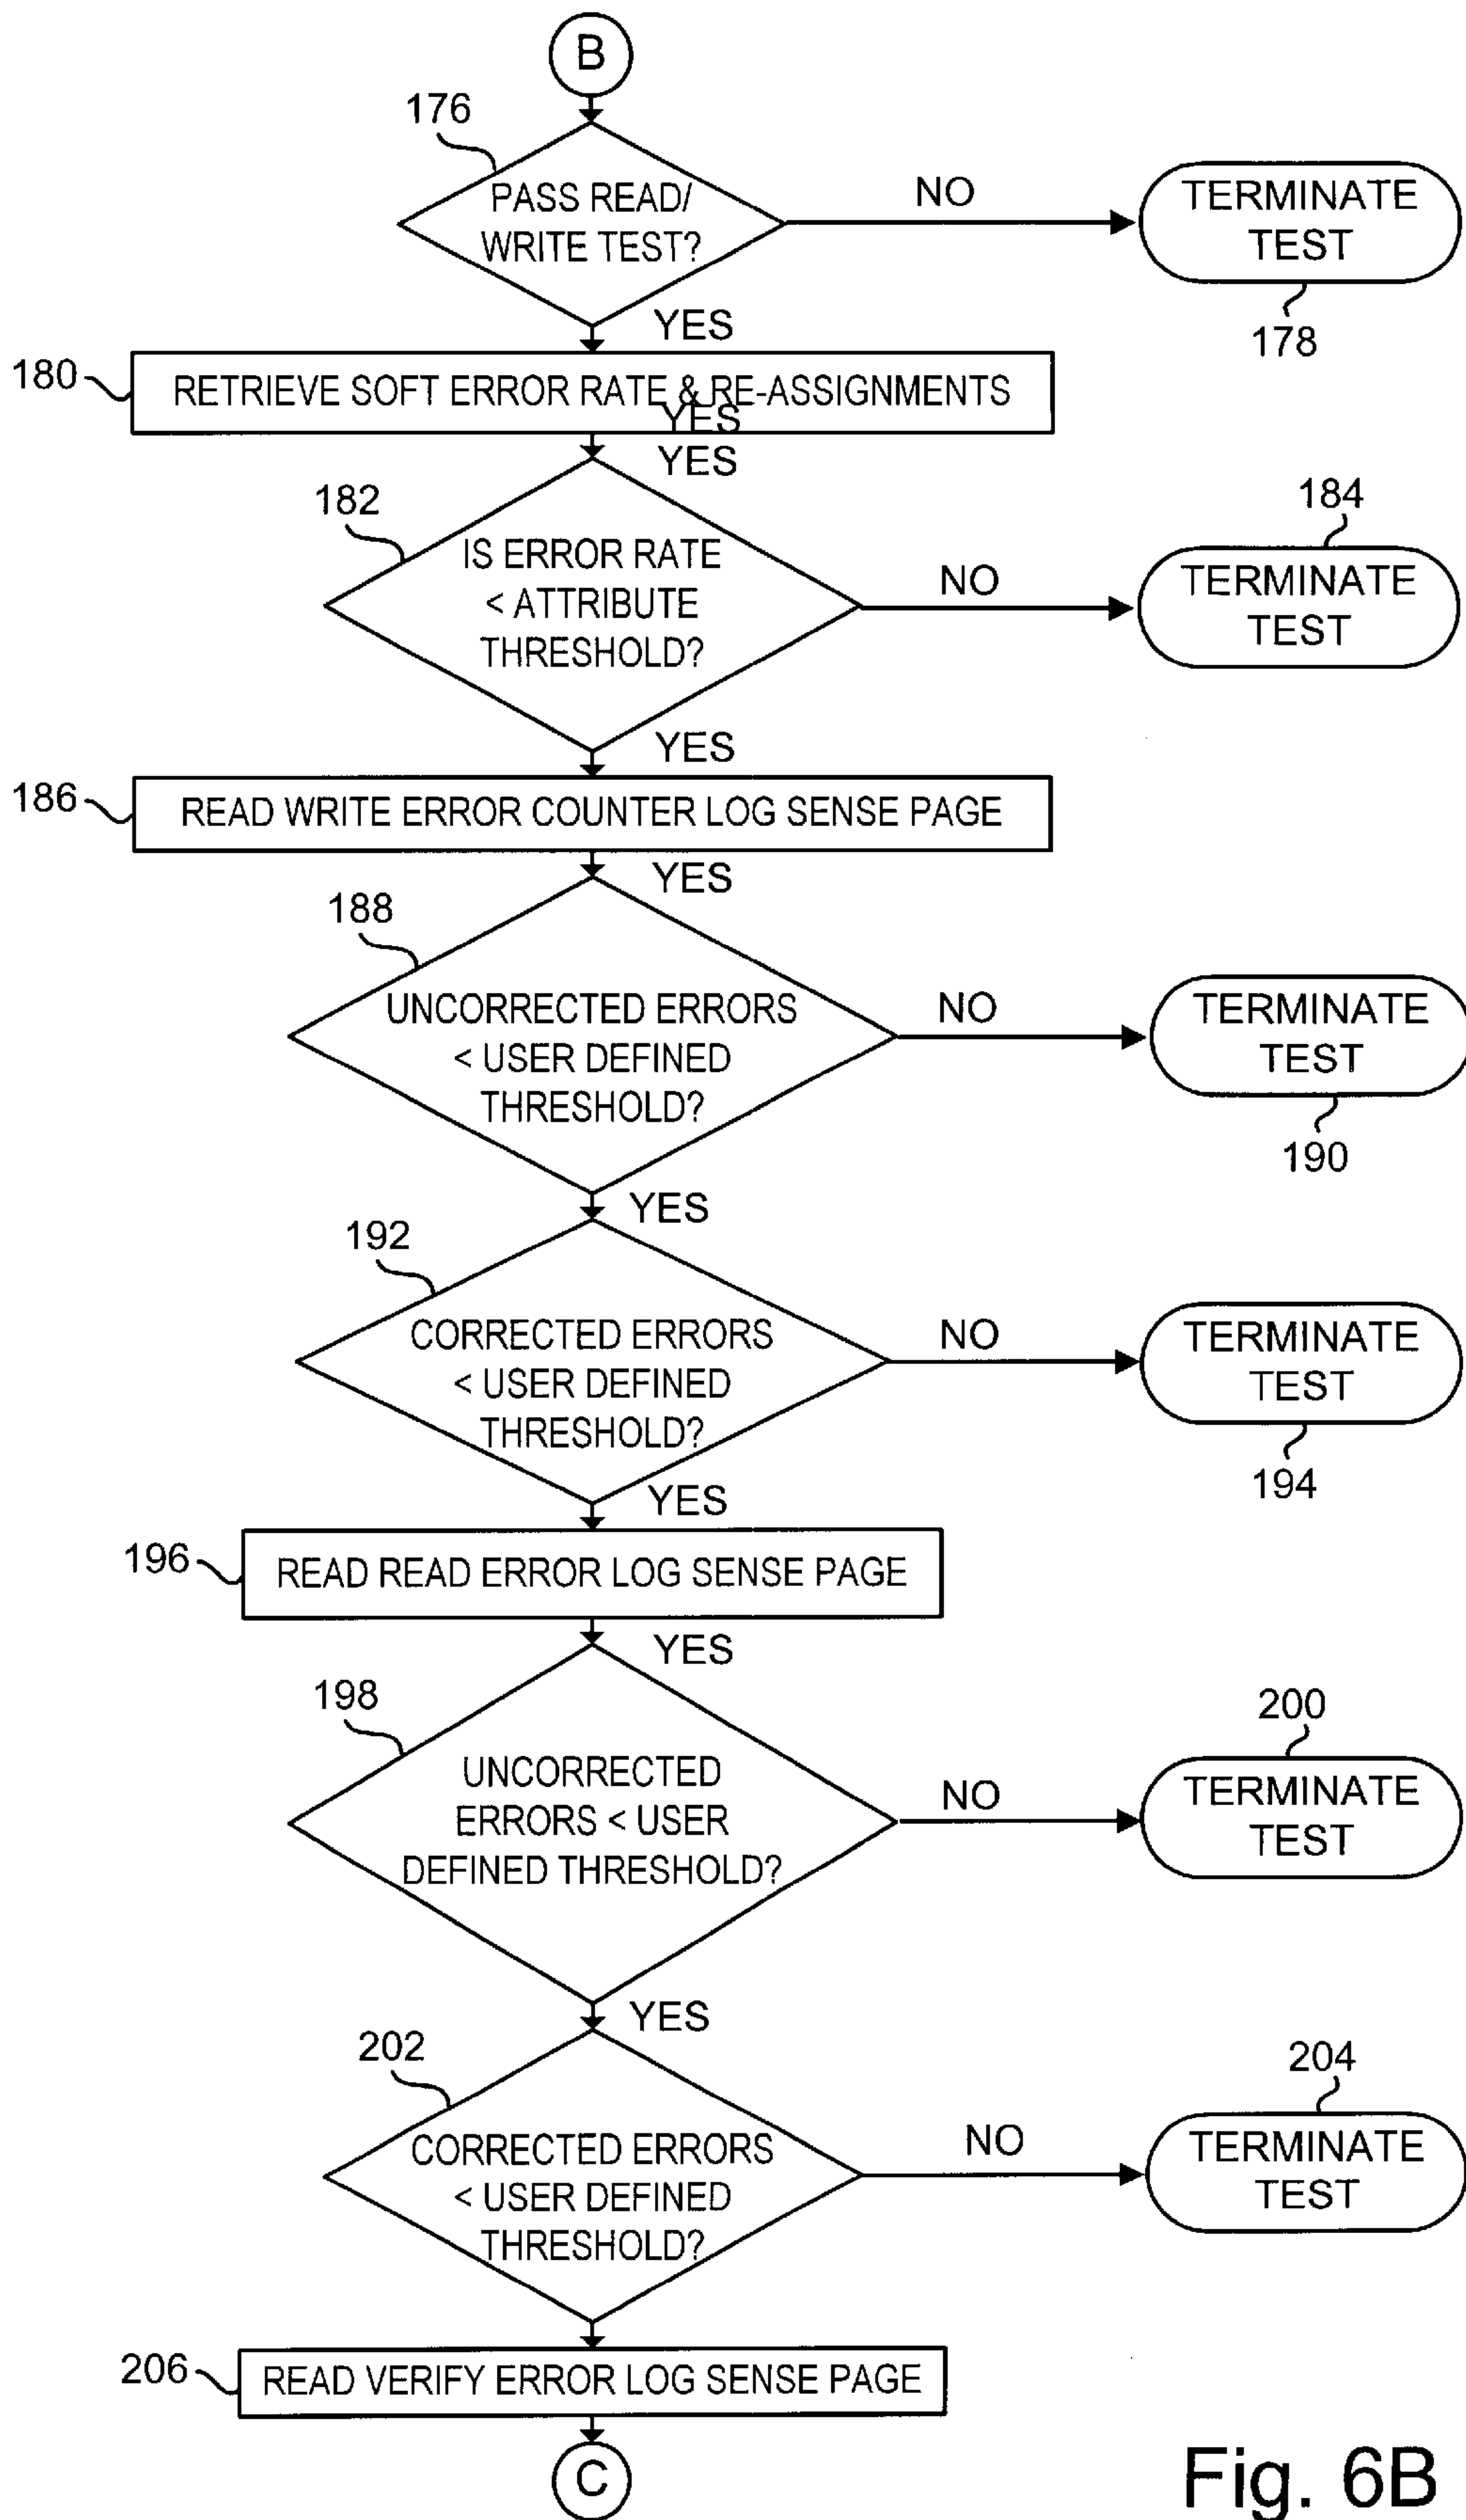 B
176
PASS READ/
WRITE TEST?
NO
TERMINATE
TEST
178
YES
180
RETRIEVE SOFT ERROR RATE & RE-ASSIGNMENTS
YES
YES
182
IS ERROR RATE
< ATTRIBUTE
THRESHOLD?
NO
184
TERMINATE
TEST
YES
186
READ WRITE ERROR COUNTER LOG SENSE PAGE
YES
188
UNCORRECTED ERRORS
< USER DEFINED
THRESHOLD?
NO
TERMINATE
TEST
190
YES
192
CORRECTED ERRORS
< USER DEFINED
THRESHOLD?
NO
TERMINATE
TEST
194
YES
196
READ READ ERROR LOG SENSE PAGE
YES
198
UNCORRECTED
ERRORS < USER
DEFINED THRESHOLD?
NO
200
TERMINATE
TEST
YES
202
CORRECTED ERRORS
< USER DEFINED
THRESHOLD?
NO
204
TERMINATE
TEST
206
READ VERIFY ERROR LOG SENSE PAGE
C
Fig. 6B